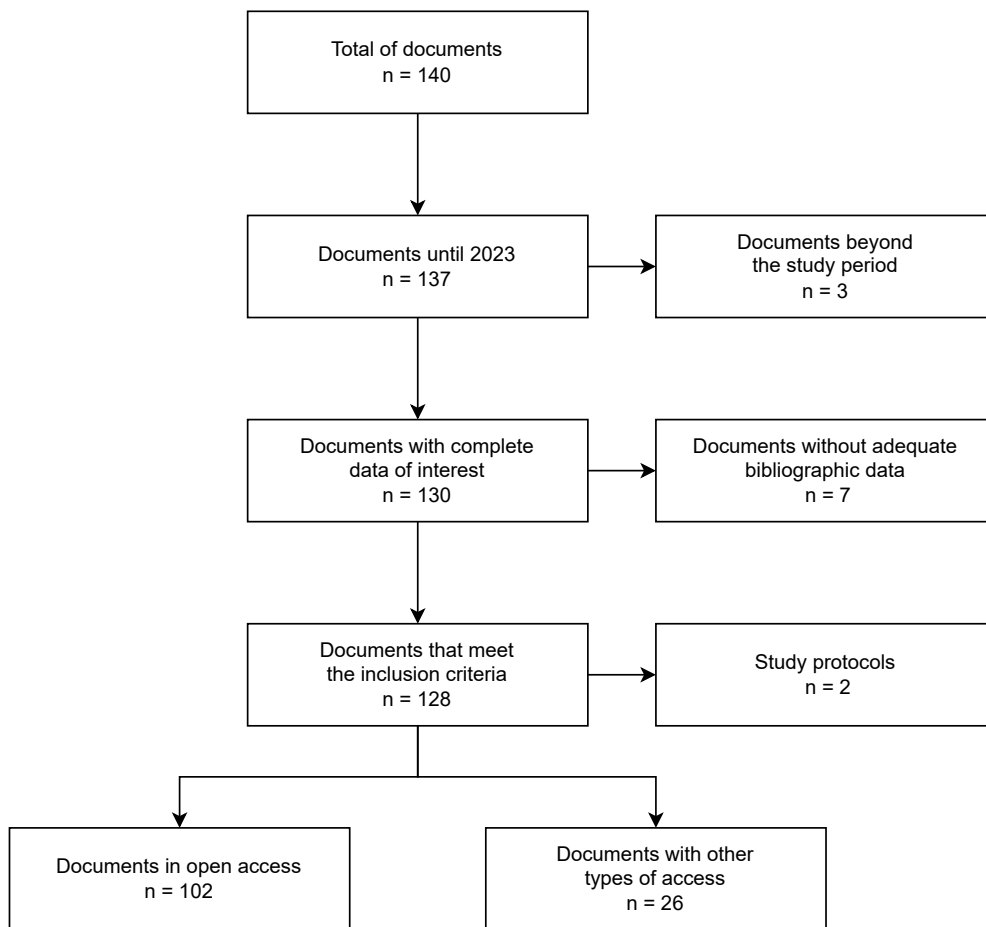 Total of documents
n = 140
Documents until 2023
n = 137
Documents beyond
the study period
n = 3
Documents with complete
data of interest
n = 130
Documents without adequate
bibliographic data
n = 7
Documents that meet
the inclusion criteria
n = 128
Study protocols
n = 2
Documents in open access
n = 102
Documents with other
types of access
n = 26